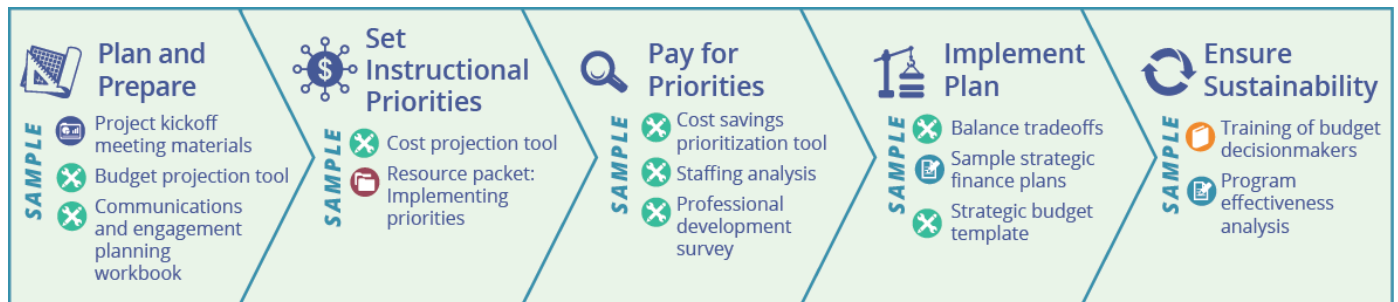 Plan and
Prepare
SAMPLE
Project kickoff
meeting materials
Budget projection tool
Communications
and engagement
planning
workbook
$
Set
Instructional
Priorities
SAMPLE
Cost projection tool
Resource packet:
Implementing
priorities
Pay for
Priorities
SAMPLE
Cost savings
prioritization tool
Staffing analysis
Professional
development
survey
Implement
Plan
SAMPLE
Balance tradeoffs
Sample strategic
finance plans
Strategic budget
template
Ensure
Sustainability
SAMPLE
Training of budget
decisionmakers
Program
effectiveness
analysis